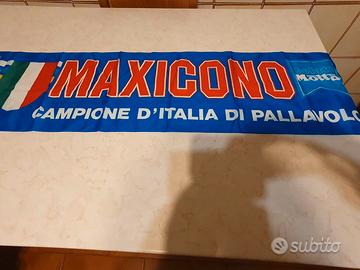 MAXICONO
Motta
CAMPIONE D'ITALIA DI PALLAVOLO
subito